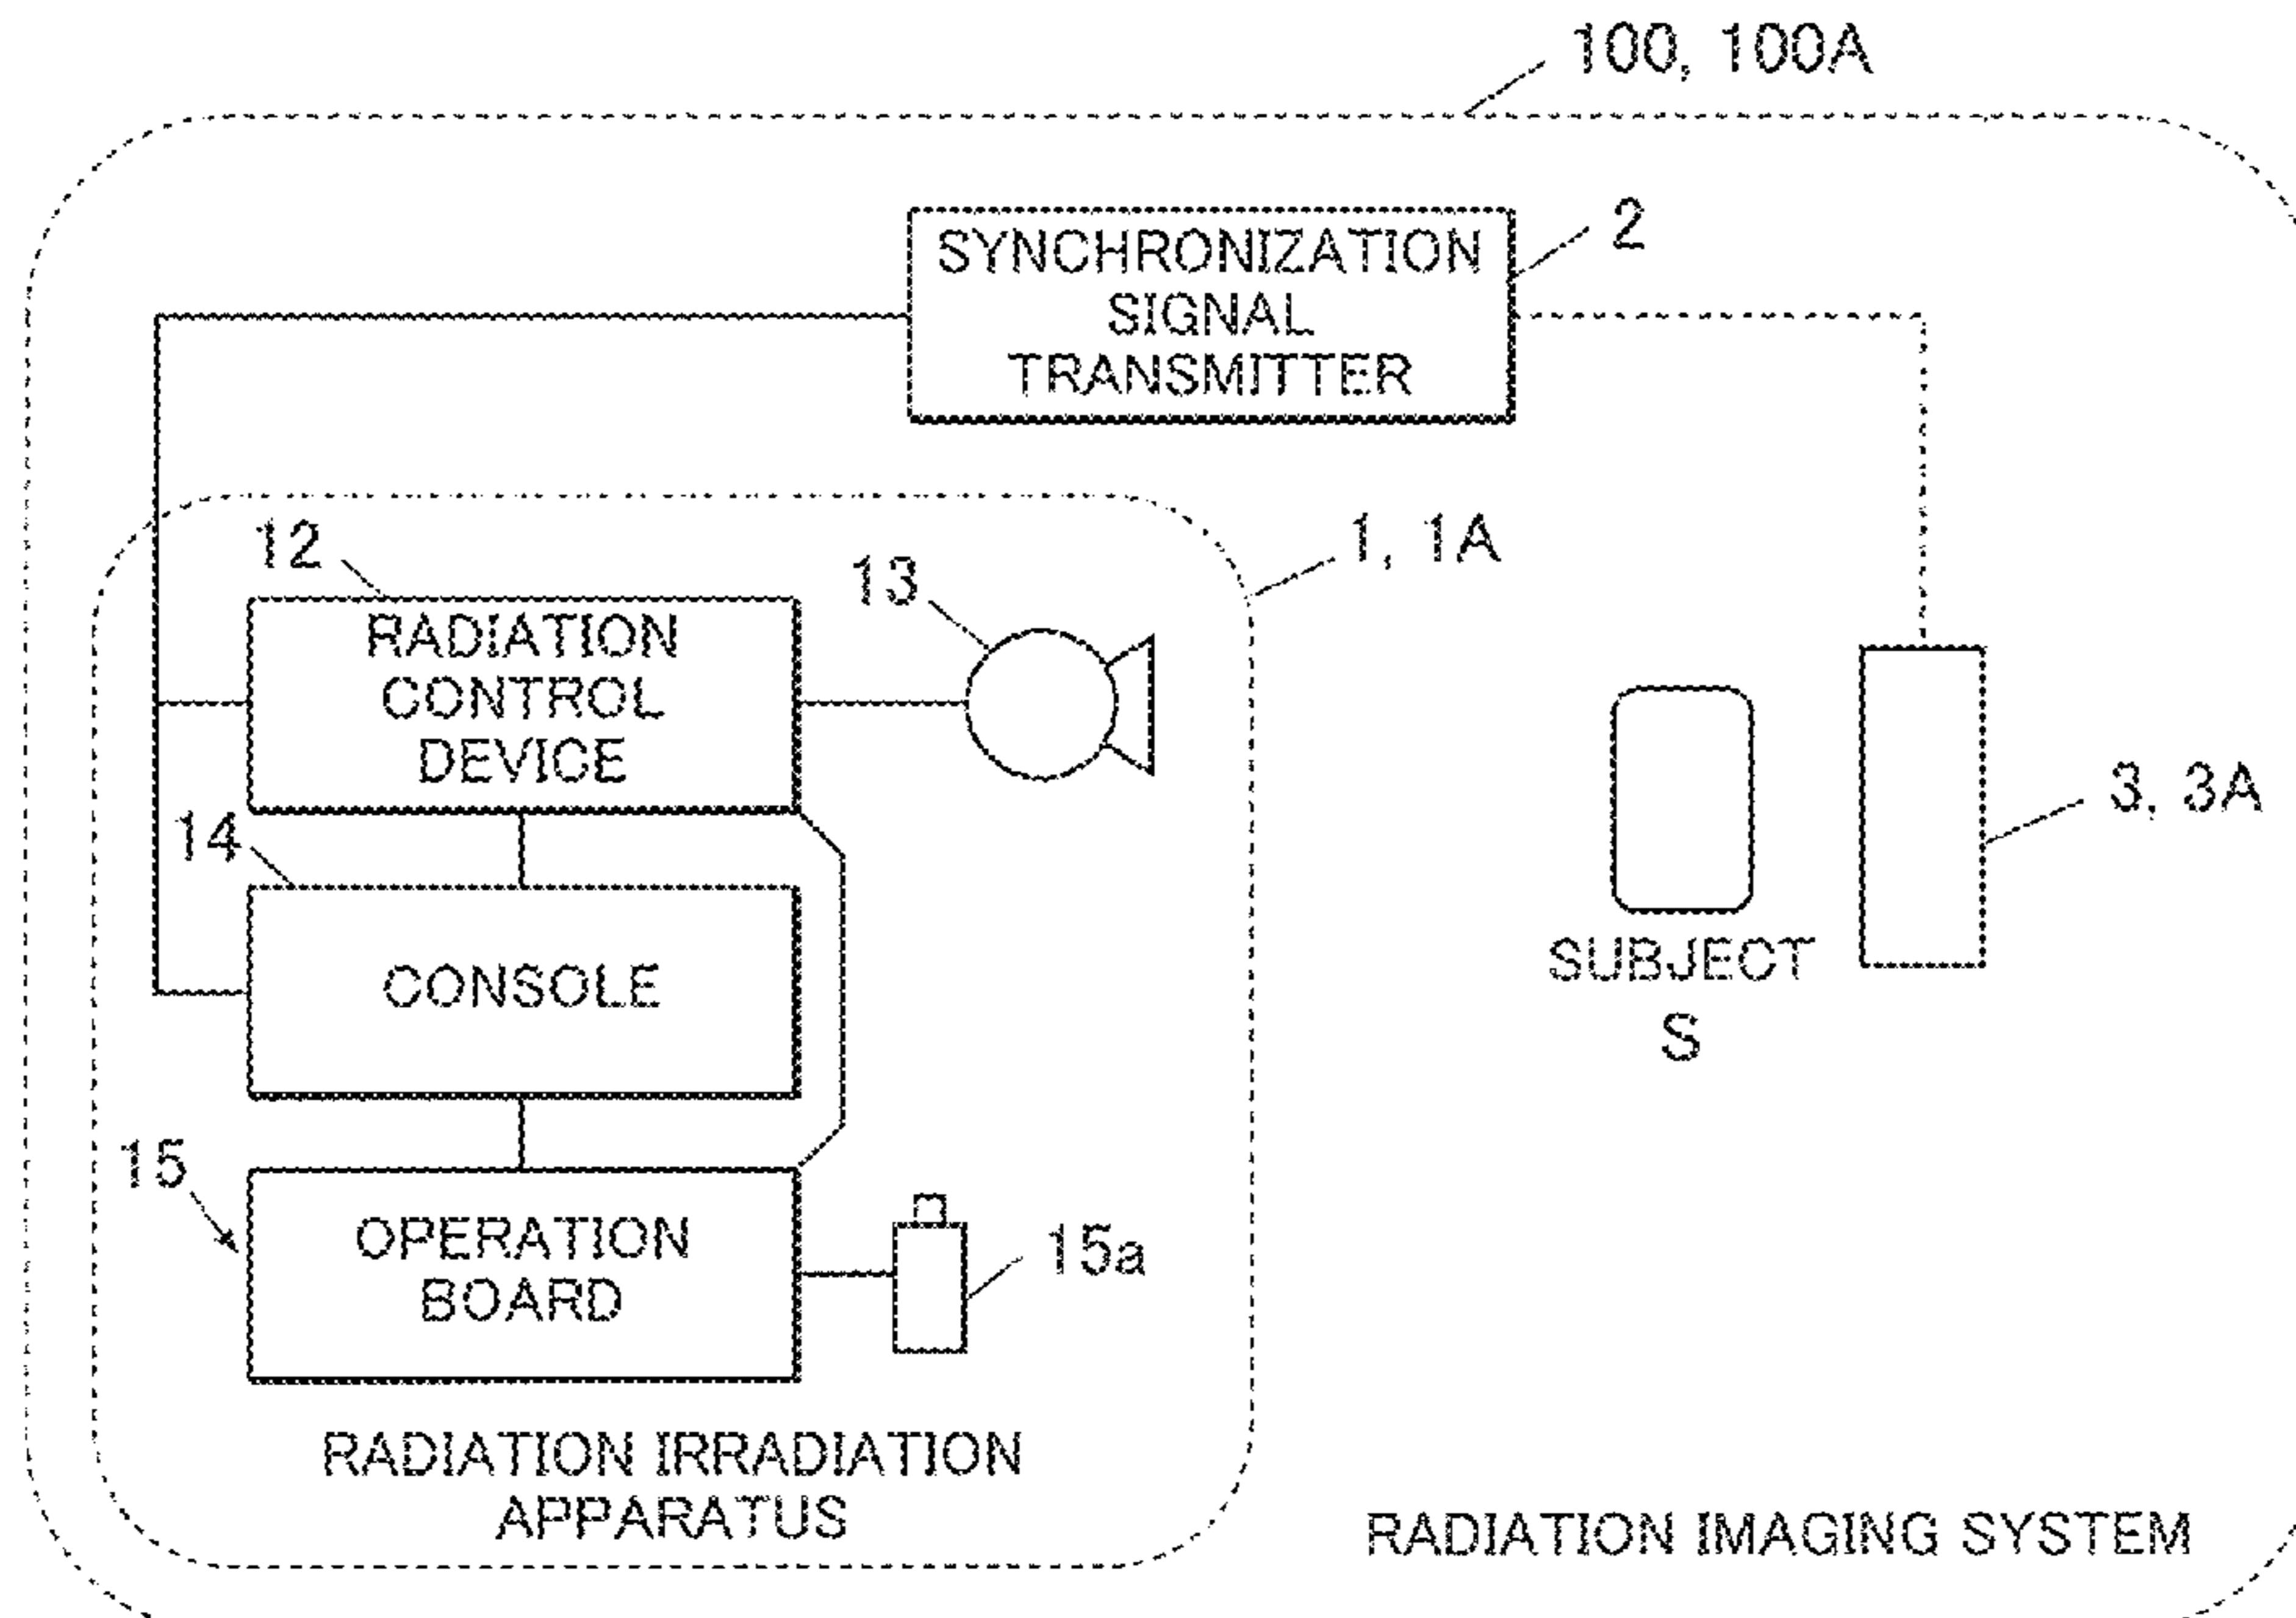 100, 100A
SYNCHRONIZATION
SIGNAL
TRANSMITTER
2
12
RADIATION
CONTROL
DEVICE
13
1, 1A
14
CONSOLE
SUBJECT
S
3, 3A
15
OPERATION
BOARD
15a
RADIATION IRRADIATION
APPARATUS
RADIATION IMAGING SYSTEM